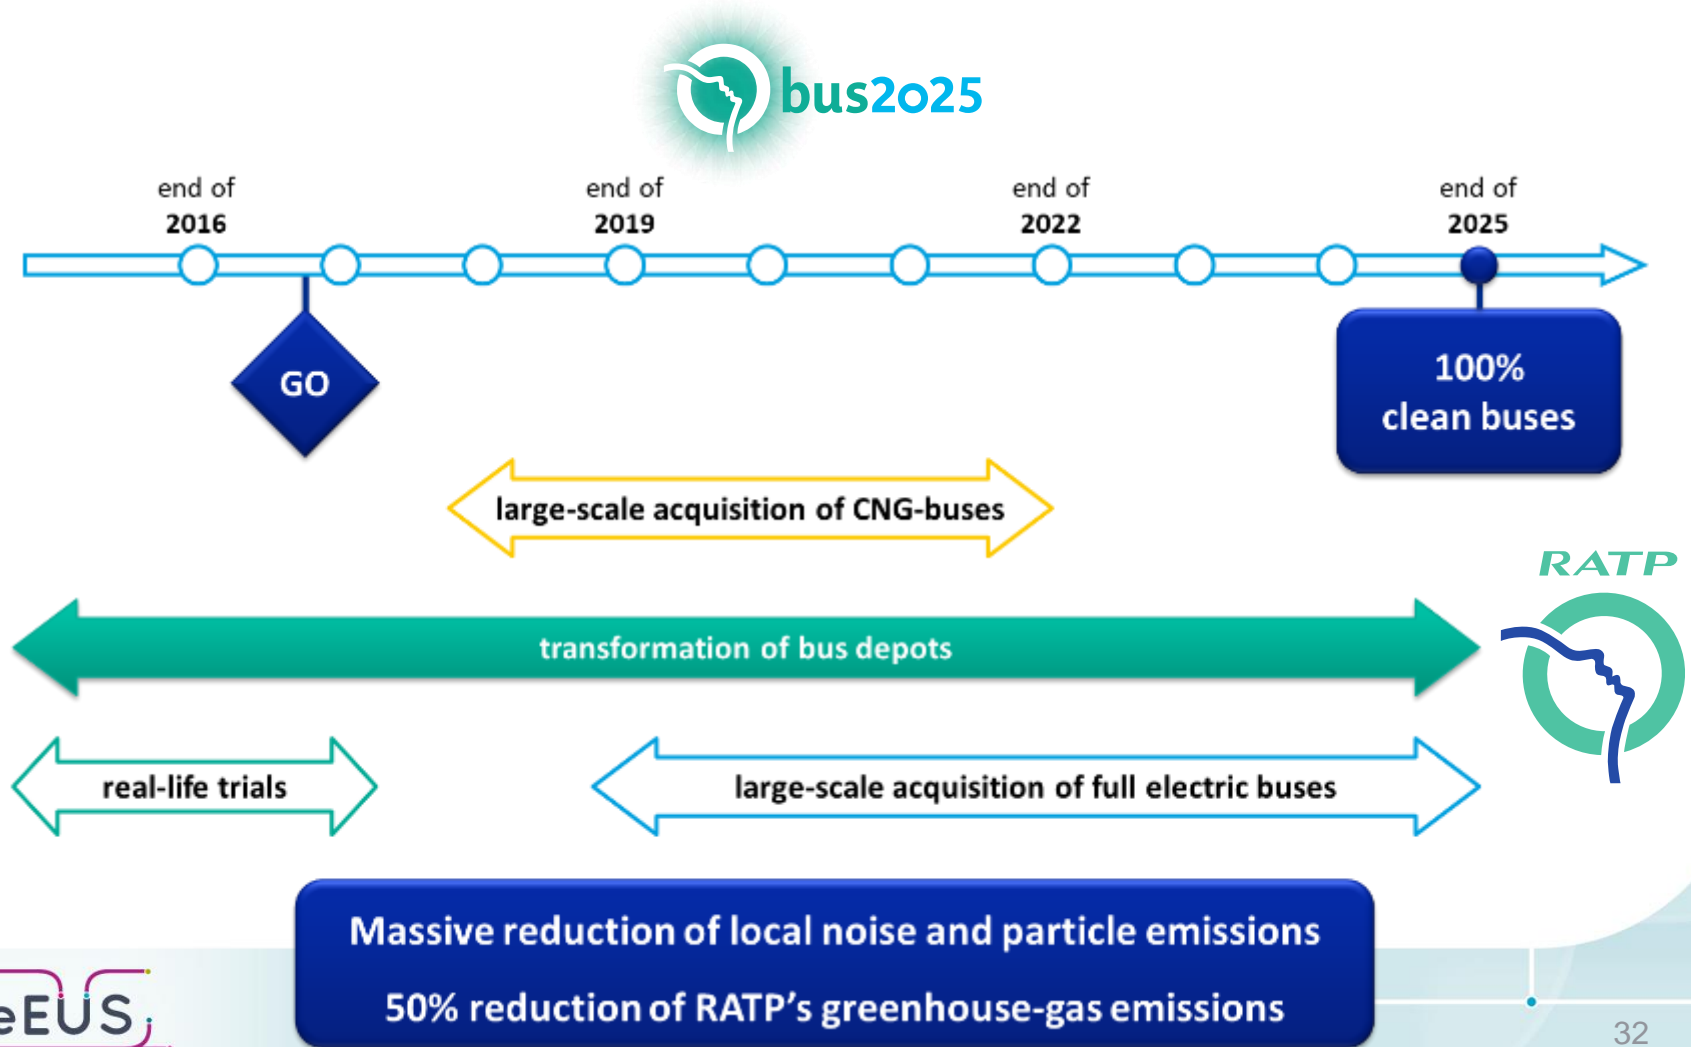 bus2025
end of
2016
end of
2019
end of
2022
end of
2025
GO
100%
clean buses
large-scale acquisition of CNG-buses
RATP
transformation of bus depots
real-life trials
large-scale acquisition of full electric buses
Massive reduction of local noise and particle emissions
50% reduction of RATP's greenhouse-gas emissions
eEUS
32